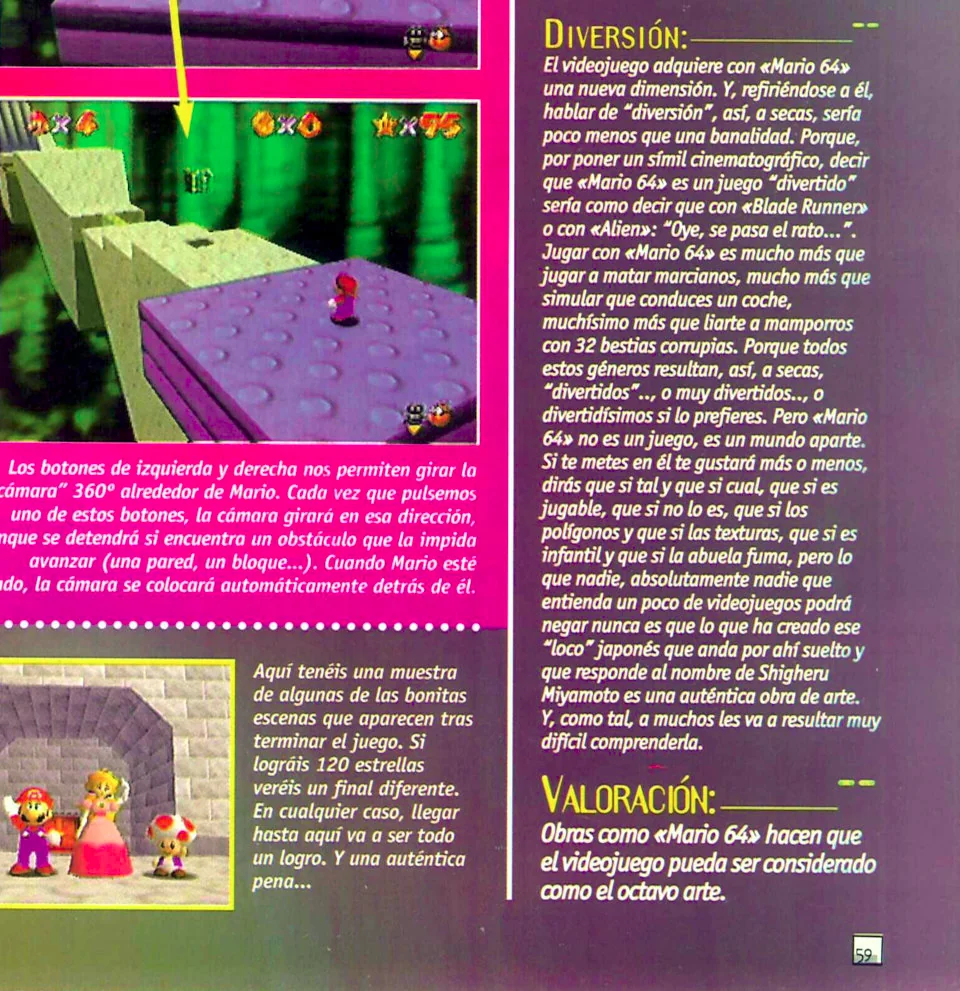 × 4
× 0
× 75
Los botones de izquierda y derecha nos permiten girar la
cámara" 360º alrededor de Mario. Cada vez que pulsemos
uno de estos botones, la cámara girará en esa dirección,
nque se detendrá si encuentra un obstáculo que la impida
avanzar (una pared, un bloque...). Cuando Mario esté
do, la cámara se colocará automáticamente detrás de él.
Aquí tenéis una muestra
de algunas de las bonitas
escenas que aparecen tras
terminar el juego. Si
lográis 120 estrellas
veréis un final diferente.
En cualquier caso, llegar
hasta aquí va a ser todo
un logro. Y una auténtica
pena...
DIVERSIÓN:
El videojuego adquiere con «Mario 64»
una nueva dimensión. Y, refiriéndose a él,
hablar de "diversión", así, a secas, sería
poco menos que una banalidad. Porque,
por poner un símil cinematográfico, decir
que «Mario 64» es un juego "divertido"
sería como decir que con «Blade Runner»
o con «Alien»: "Oye, se pasa el rato...".
Jugar con «Mario 64» es mucho más que
jugar a matar marcianos, mucho más que
simular que conduces un coche,
muchísimo más que liarte a mamporros
con 32 bestias corrupias. Porque todos
estos géneros resultan, así, a secas,
"divertidos".., o muy divertidos.., o
divertidísimos si lo prefieres. Pero «Mario
64» no es un juego, es un mundo aparte.
Si te metes en él te gustará más o menos,
dirás que si tal y que si cual, que si es
jugable, que si no lo es, que si los
polígonos y que si las texturas, que si es
infantil y que si la abuela fuma, pero lo
que nadie, absolutamente nadie que
entienda un poco de videojuegos podrá
negar nunca es que lo que ha creado ese
"loco" japonés que anda por ahí suelto y
que responde al nombre de Shigheru
Miyamoto es una auténtica obra de arte.
Y, como tal, a muchos les va a resultar muy
difícil comprenderla.
VALORACIÓN:
Obras como «Mario 64» hacen que
el videojuego pueda ser considerado
como el octavo arte.
59